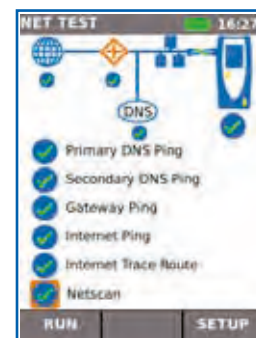 NET TEST 16:27
DNS
Primary DNS Ping
Secondary DNS Ping
Gateway Ping
Internet Ping
Internet Trace Route
Netscan
RUN SETUP